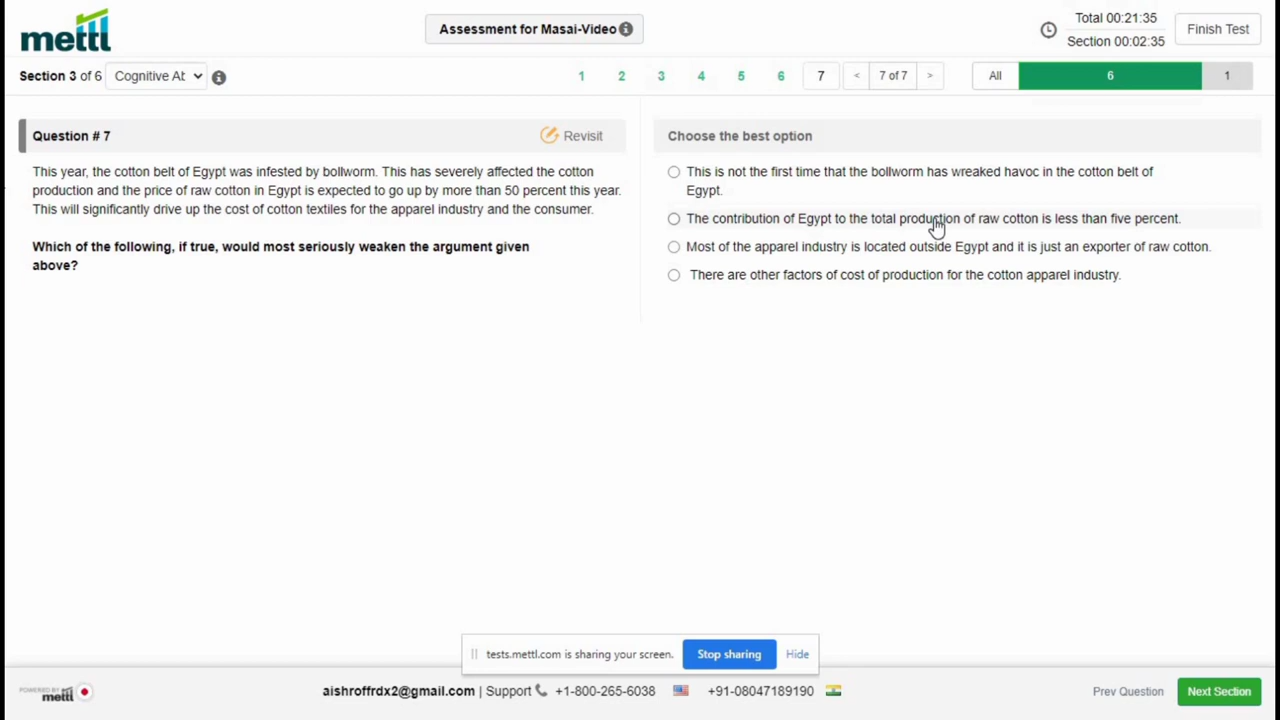 mettl
Assessment for Masai-Video
Total 00:21:35
Section 00:02:35
Finish Test
Section 3 of 6 Cognitive At
1 2 3 4 5 6 7 < 7 of 7 > All 6 1
Question # 7
Revisit
This year, the cotton belt of Egypt was infested by bollworm. This has severely affected the cotton
production and the price of raw cotton in Egypt is expected to go up by more than 50 percent this year.
This will significantly drive up the cost of cotton textiles for the apparel industry and the consumer.
Which of the following, if true, would most seriously weaken the argument given
above?
Choose the best option
This is not the first time that the bollworm has wreaked havoc in the cotton belt of
Egypt.
The contribution of Egypt to the total production of raw cotton is less than five percent.
Most of the apparel industry is located outside Egypt and it is just an exporter of raw cotton.
There are other factors of cost of production for the cotton apparel industry.
tests.mettl.com is sharing your screen. Stop sharing Hide
POWERED BY mettl
aishroffrdx2@gmail.com | Support +1-800-265-6038 +91-08047189190
Prev Question Next Section